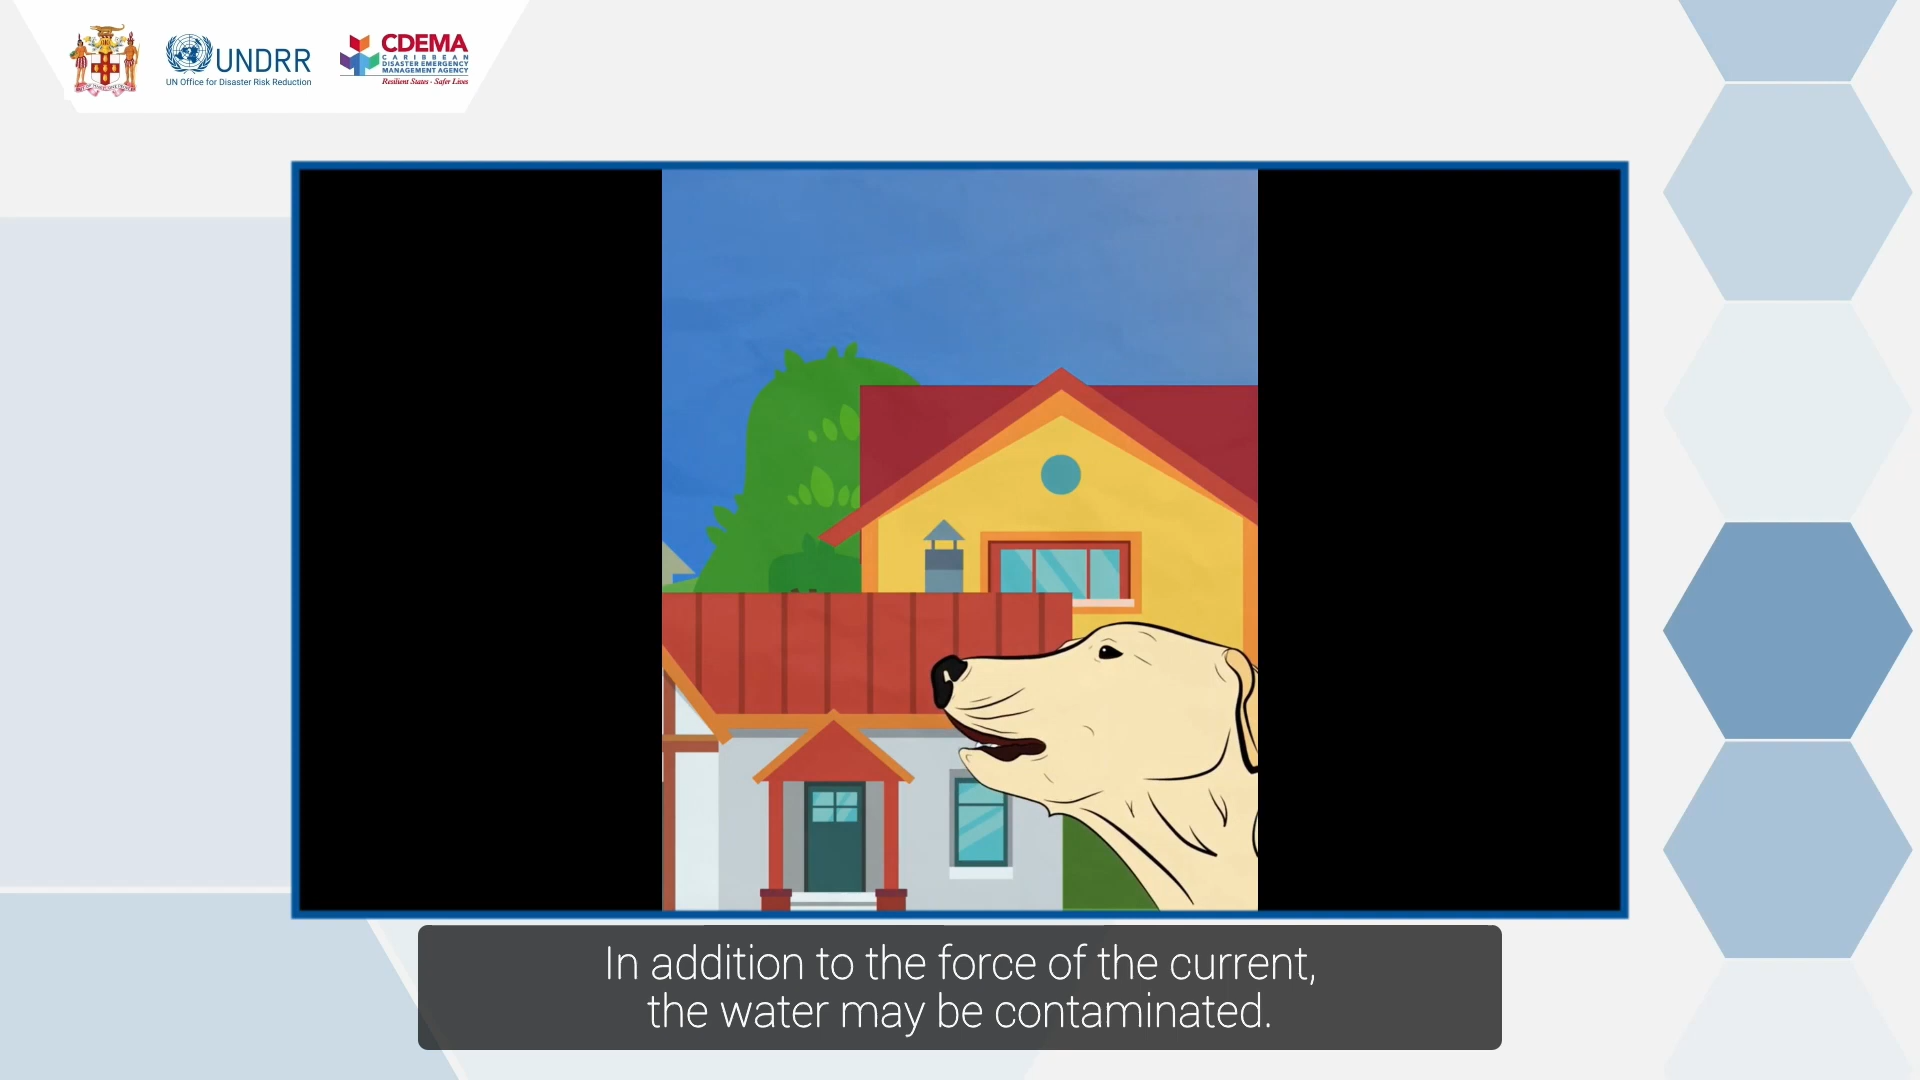 UNDRR
UN Office for Disaster Risk Reduction
CDEMA
CARIBBEAN
DISASTER EMERGENCY
MANAGEMENT AGENCY
Resilient States - Safer Lives
In addition to the force of the current,
the water may be contaminated.